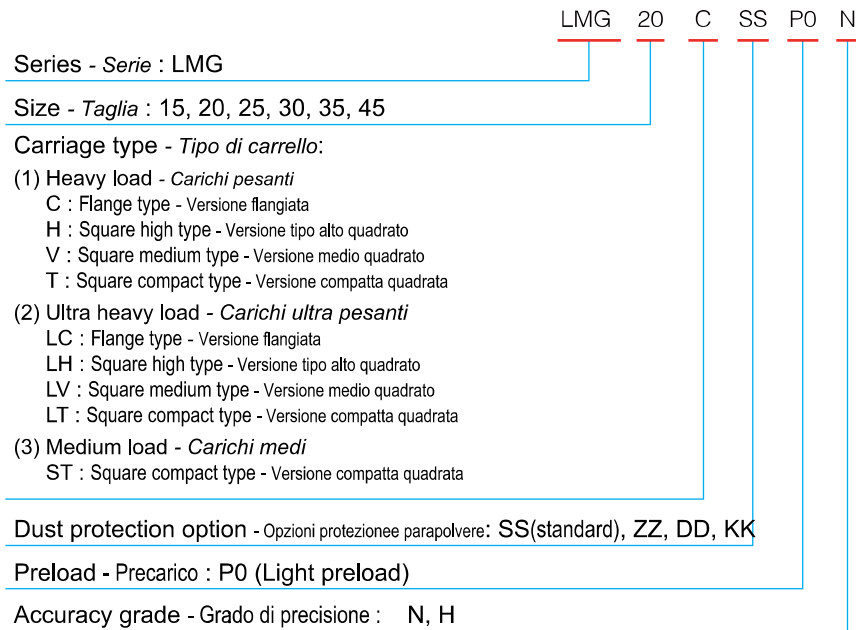 LMG 20 C SS P0 N
Series - Serie : LMG
Size - Taglia : 15, 20, 25, 30, 35, 45
Carriage type - Tipo di carrello:
(1) Heavy load - Carichi pesanti
C : Flange type - Versione flangiata
H : Square high type - Versione tipo alto quadrato
V : Square medium type - Versione medio quadrato
T : Square compact type - Versione compatta quadrata
(2) Ultra heavy load - Carichi ultra pesanti
LC : Flange type - Versione flangiata
LH : Square high type - Versione tipo alto quadrato
LV : Square medium type - Versione medio quadrato
LT : Square compact type - Versione compatta quadrata
(3) Medium load - Carichi medi
ST : Square compact type - Versione compatta quadrata
Dust protection option - Opzioni protezionee parapolvere: SS(standard), ZZ, DD, KK
Preload - Precarico : P0 (Light preload)
Accuracy grade - Grado di precisione : N, H